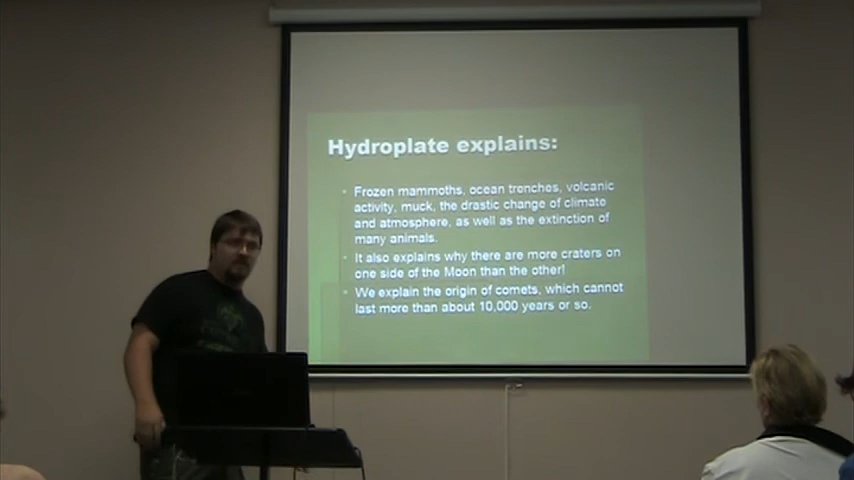 Hydroplate explains:
Frozen mammoths, ocean trenches, volcanic
activity, muck, the drastic change of climate
and atmosphere, as well as the extinction of
many animals.
It also explains why there are more craters on
one side of the Moon than the other!
We explain the origin of comets, which cannot
last more than about 10,000 years or so.